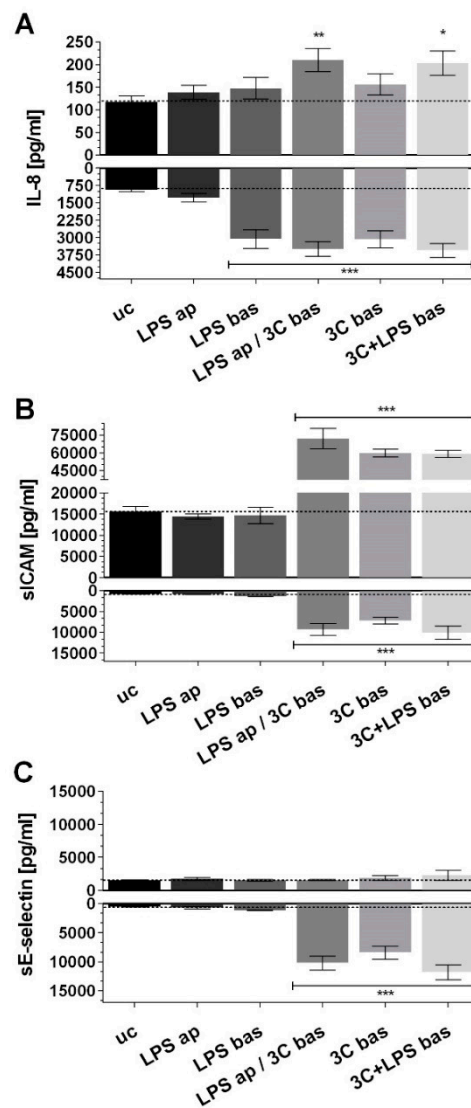 A
IL-8 [pg/ml]
250
200
150
100
50
0
750
1500
2250
3000
3750
4500
**
*
***
uc
LPS ap
LPS bas
LPS ap / 3C bas
3C bas
3C+LPS bas
B
sICAM [pg/ml]
75000
60000
45000
20000
15000
10000
5000
0
5000
10000
15000
***
***
uc
LPS ap
LPS bas
LPS ap / 3C bas
3C bas
3C+LPS bas
C
sE-selectin [pg/ml]
15000
10000
5000
0
5000
10000
15000
***
uc
LPS ap
LPS bas
LPS ap / 3C bas
3C bas
3C+LPS bas